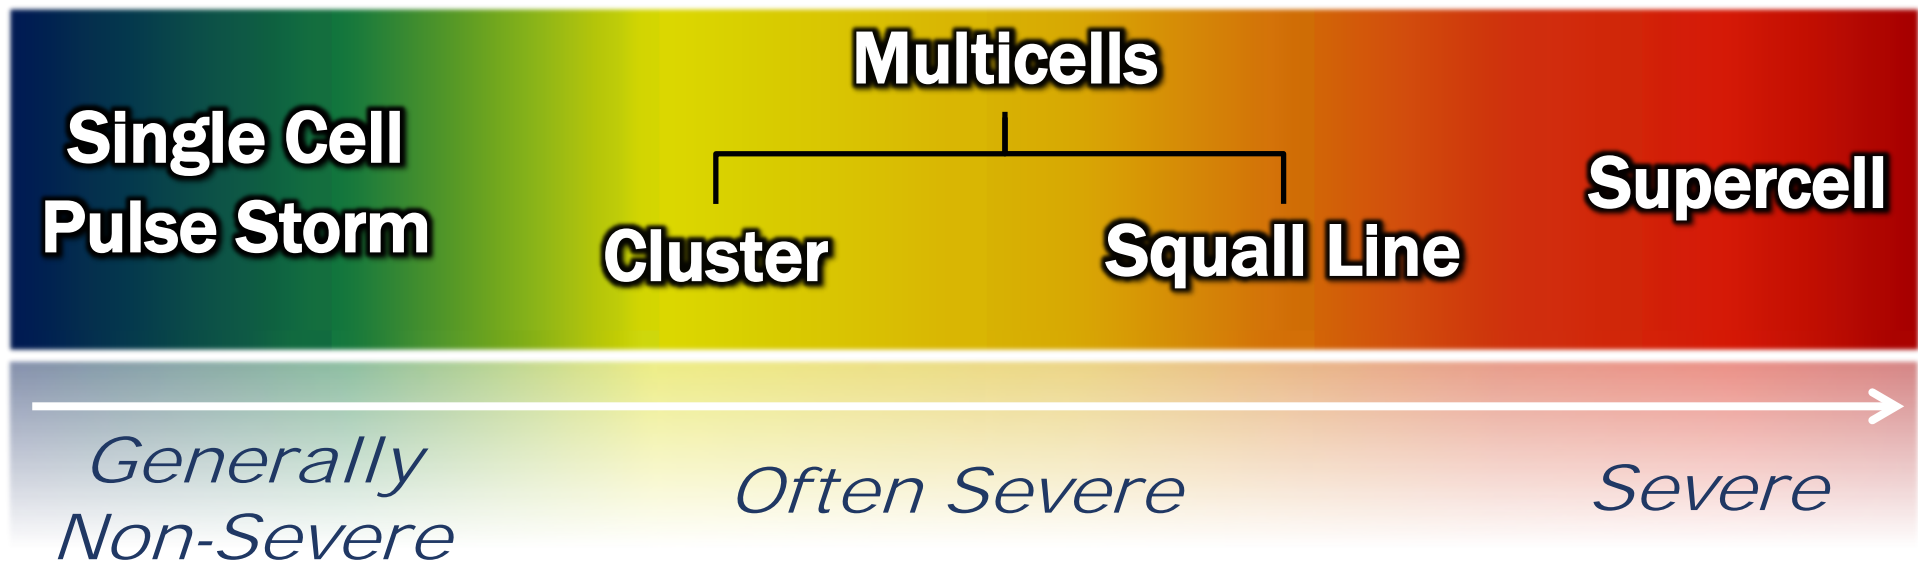 Multicells
Single Cell
Pulse Storm
Cluster
Squall Line
Supercell
Generally
Non-Severe
Often Severe
Severe